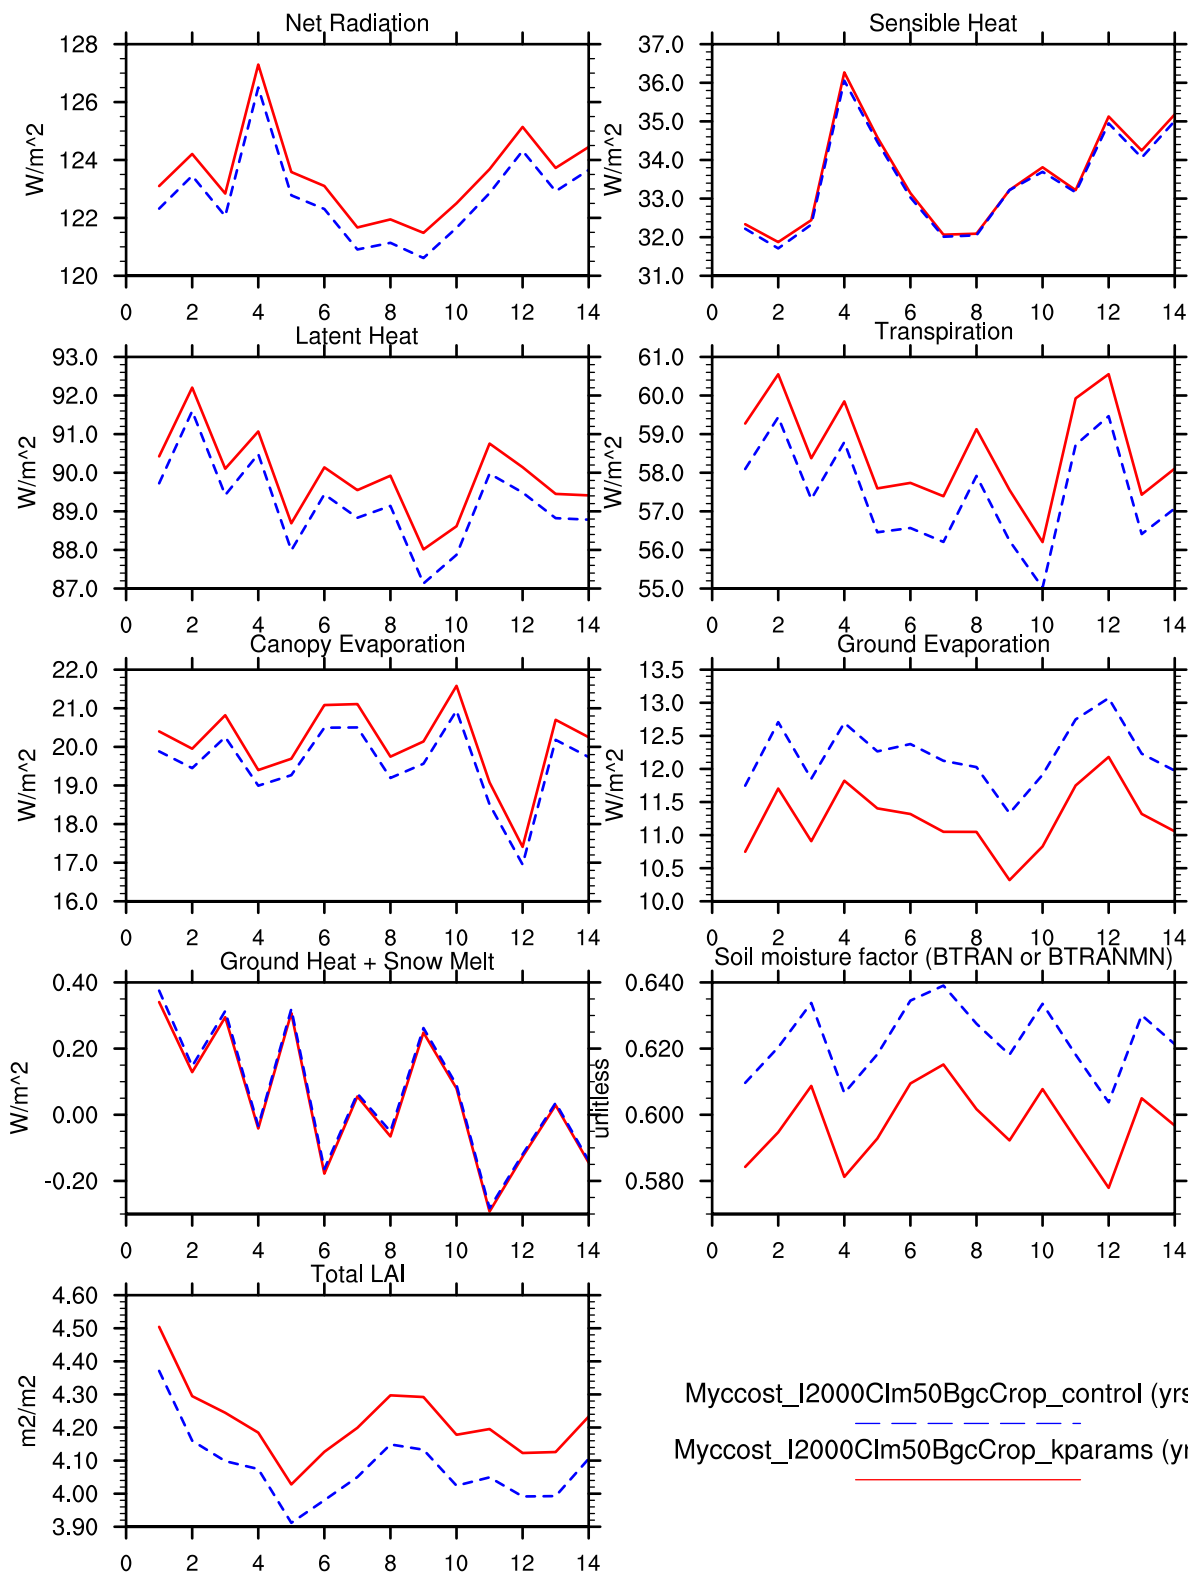 Net Radiation
128
126
124
122
120
W/m^2
0 2 4 6 8 10 12 14
Sensible Heat
37.0
36.0
35.0
34.0
33.0
32.0
31.0
W/m^2
0 2 4 6 8 10 12 14
Latent Heat
93.0
92.0
91.0
90.0
89.0
88.0
87.0
W/m^2
0 2 4 6 8 10 12 14
Transpiration
61.0
60.0
59.0
58.0
57.0
56.0
55.0
W/m^2
0 2 4 6 8 10 12 14
Canopy Evaporation
22.0
21.0
20.0
19.0
18.0
17.0
16.0
W/m^2
0 2 4 6 8 10 12 14
Ground Evaporation
13.5
13.0
12.5
12.0
11.5
11.0
10.5
10.0
W/m^2
0 2 4 6 8 10 12 14
Ground Heat + Snow Melt
0.40
0.20
0.00
-0.20
W/m^2
0 2 4 6 8 10 12 14
Soil moisture factor (BTRAN or BTRANMN)
0.640
0.620
0.600
0.580
unitless
0 2 4 6 8 10 12 14
Total LAI
4.60
4.50
4.40
4.30
4.20
4.10
4.00
3.90
m2/m2
0 2 4 6 8 10 12 14
Myccost_I2000Clm50BgcCrop_control (yrs
Myccost_I2000Clm50BgcCrop_kparams (yr